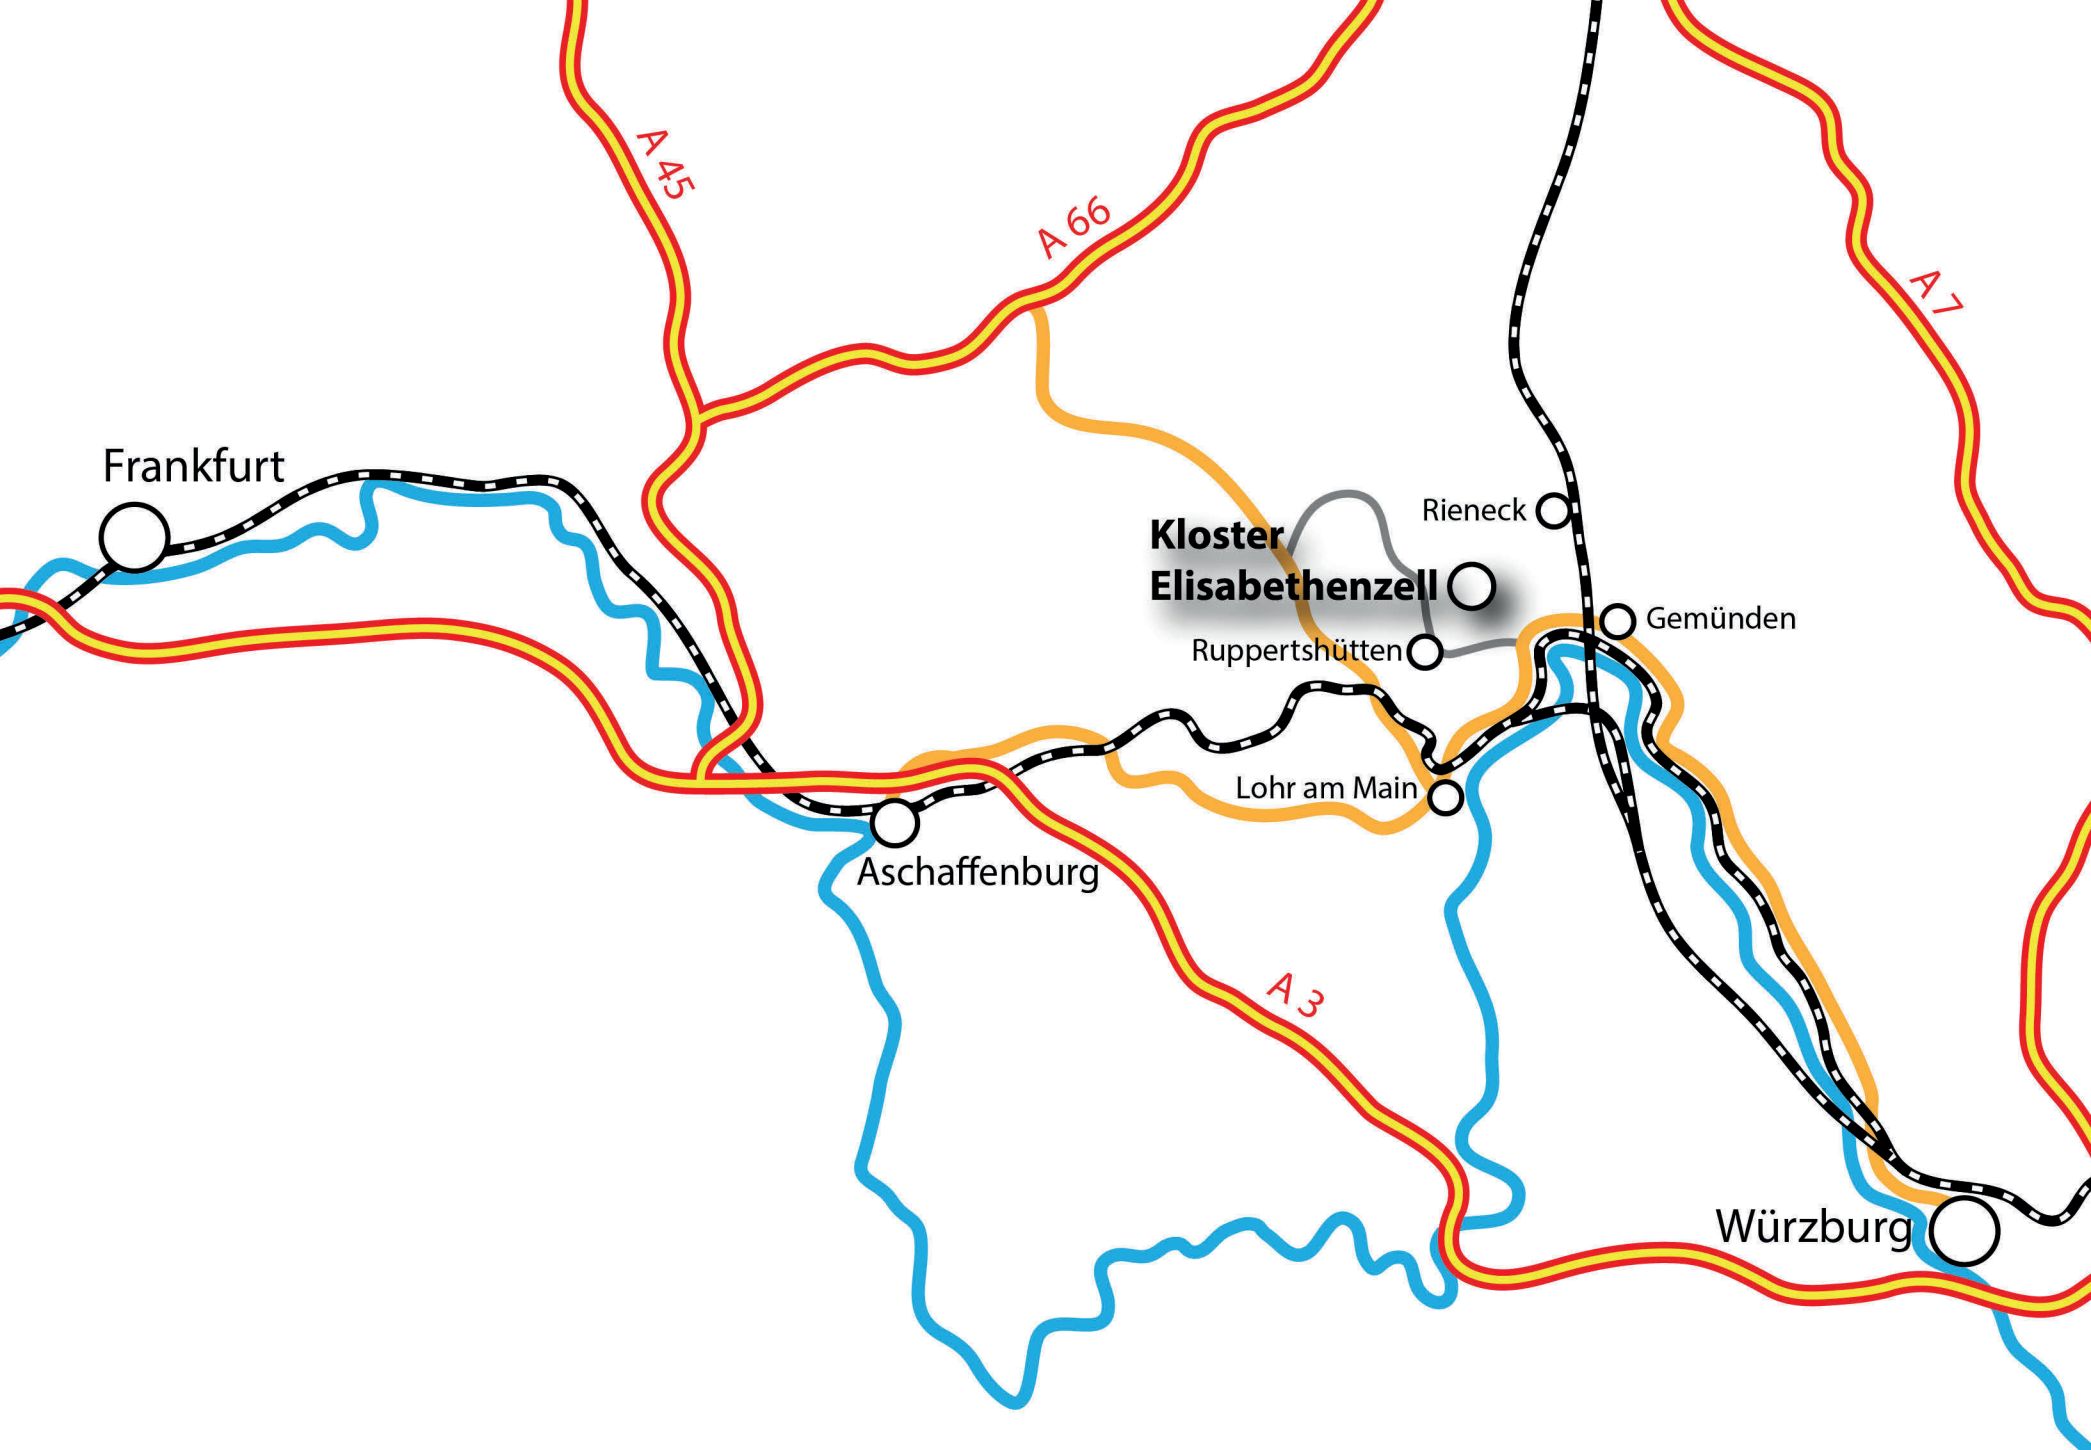 A 45
A 66
A 7
Frankfurt
Rieneck
Kloster
Elisabethenzell
Gemünden
Ruppertshütten
Lohr am Main
Aschaffenburg
A 3
Würzburg